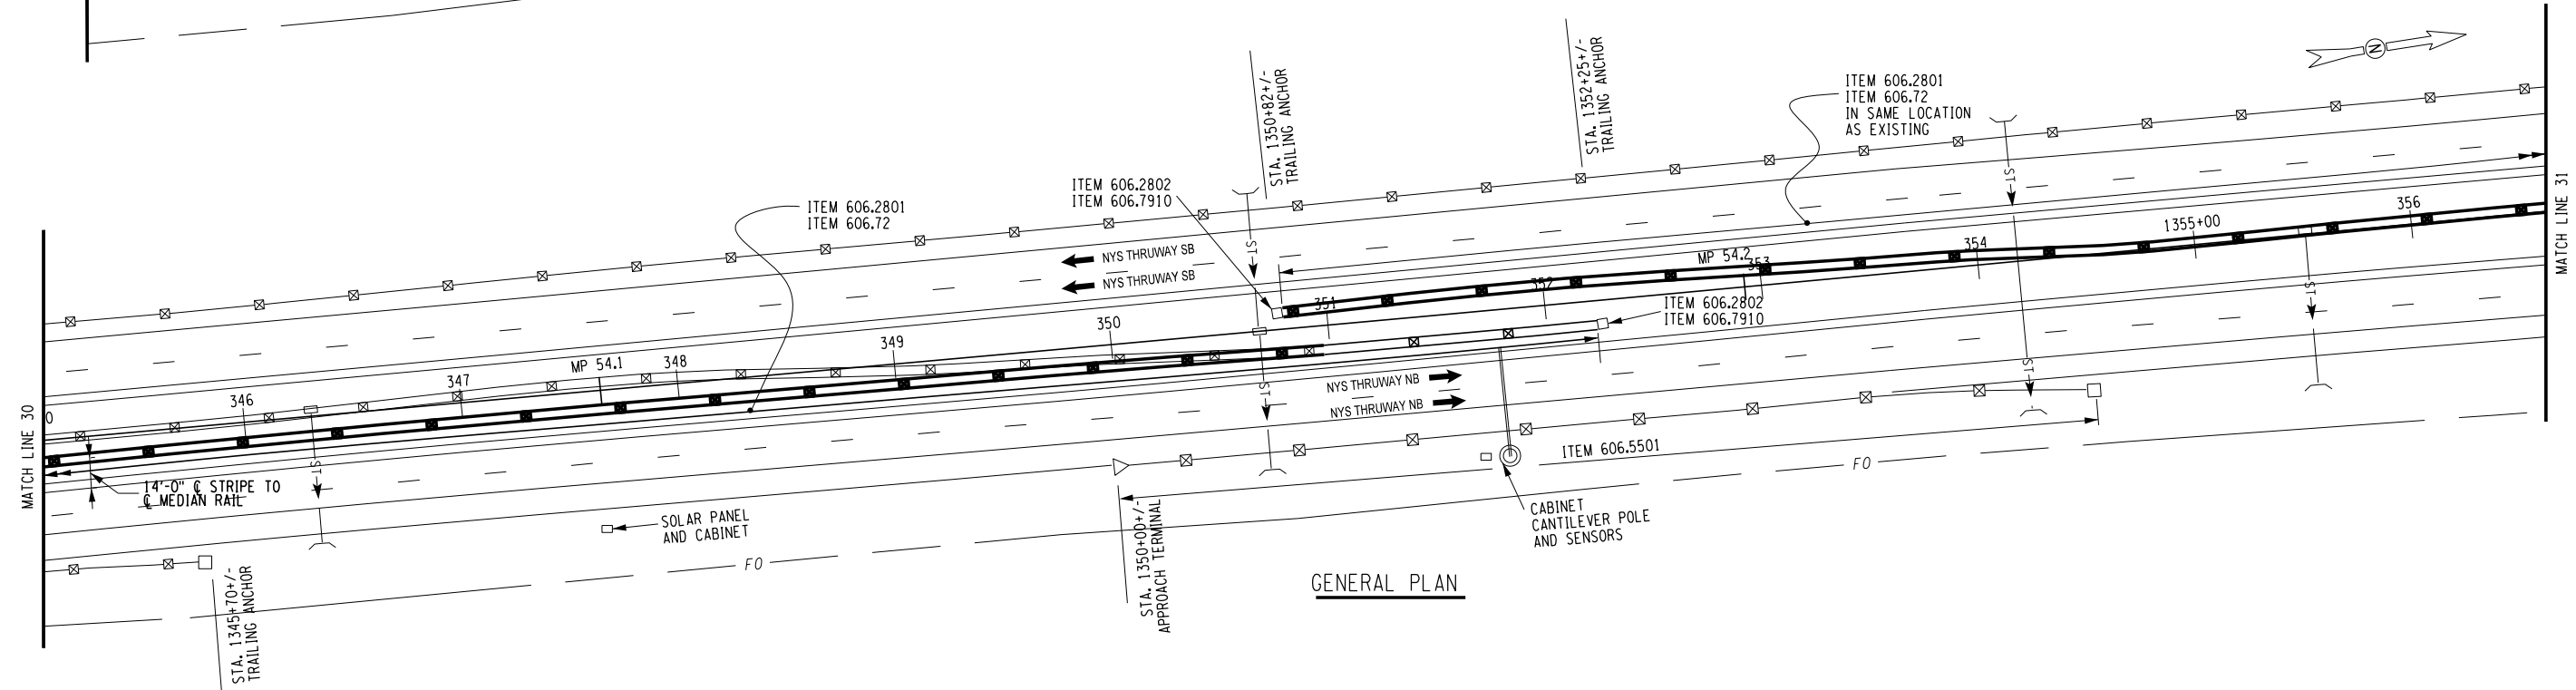 N
STA. 1350+82+/-
TRAILING ANCHOR
STA. 1352+25+/-
TRAILING ANCHOR
ITEM 606.2801
ITEM 606.72
IN SAME LOCATION
AS EXISTING
ITEM 606.2802
ITEM 606.7910
ITEM 606.2801
ITEM 606.72
ST
ST
NYS THRUWAY SB
NYS THRUWAY SB
MATCH LINE 31
356
1355+00
354
MP 54.2
353
352
351
ITEM 606.2802
ITEM 606.7910
350
349
348
MP 54.1
347
346
0
MATCH LINE 30
ST
ST
ST
ST
NYS THRUWAY NB
NYS THRUWAY NB
14'-0" ℄ STRIPE TO
℄ MEDIAN RAIL
ITEM 606.5501
FO
SOLAR PANEL
AND CABINET
CABINET
CANTILEVER POLE
AND SENSORS
FO
STA. 1350+00+/-
APPROACH TERMINAL
STA. 1345+70+/-
TRAILING ANCHOR
GENERAL PLAN